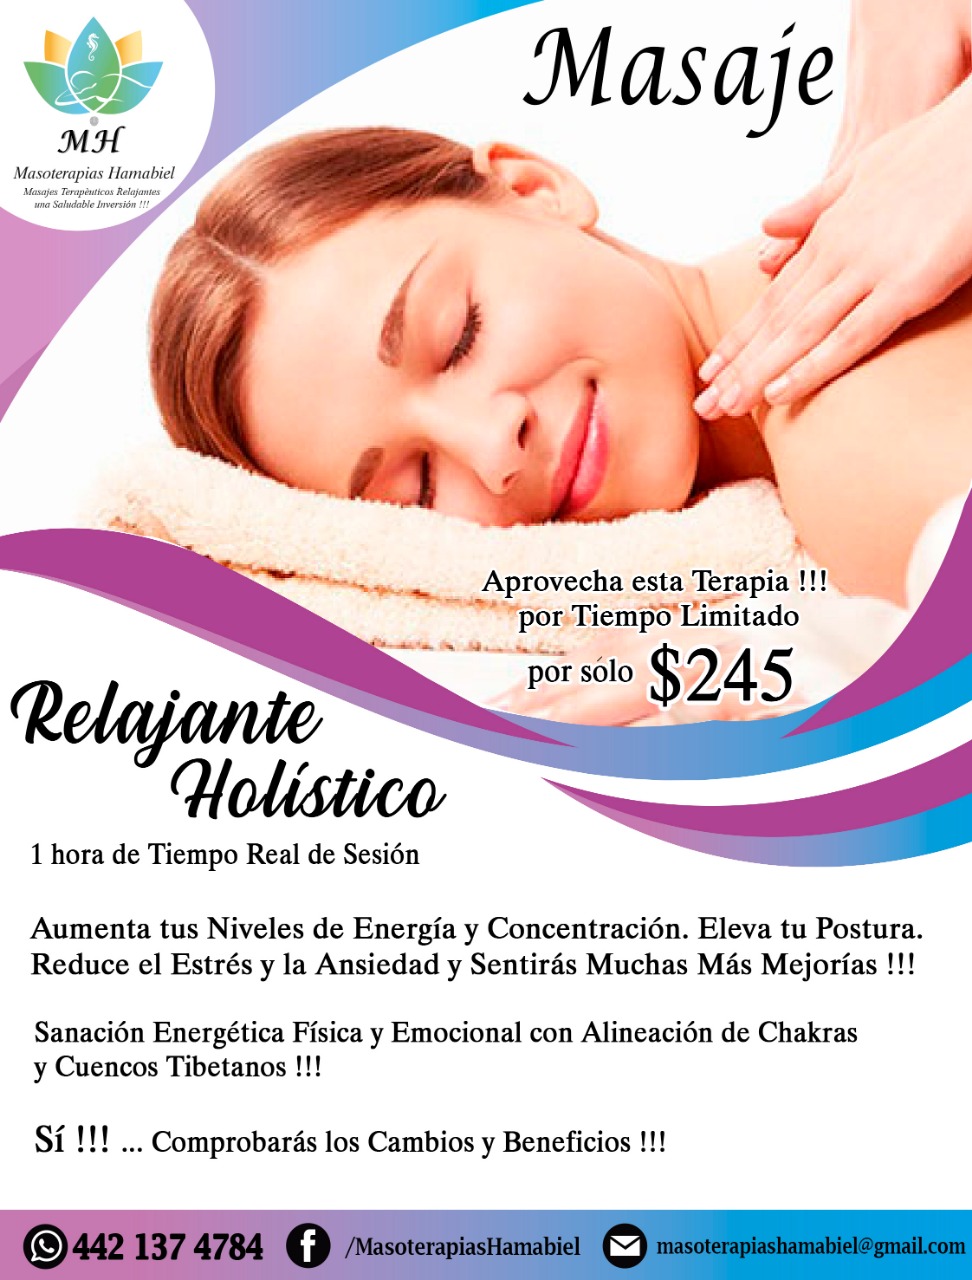 MH
Masoterapias Hamabiel
Masajes Terapènticos Relajantes
una Saludable Inversión !!!
Masaje
Aprovecha esta Terapia !!!
por Tiempo Limitado
por sólo $245
Relajante
Holístico
1 hora de Tiempo Real de Sesión
Aumenta tus Niveles de Energía y Concentración. Eleva tu Postura.
Reduce el Estrés y la Ansiedad y Sentirás Muchas Más Mejorías !!!
Sanación Energética Física y Emocional con Alineación de Chakras
y Cuencos Tibetanos !!!
Sí !!! ... Comprobarás los Cambios y Beneficios !!!
442 137 4784 /MasoterapiasHamabiel masoterapiashamabiel@gmail.com